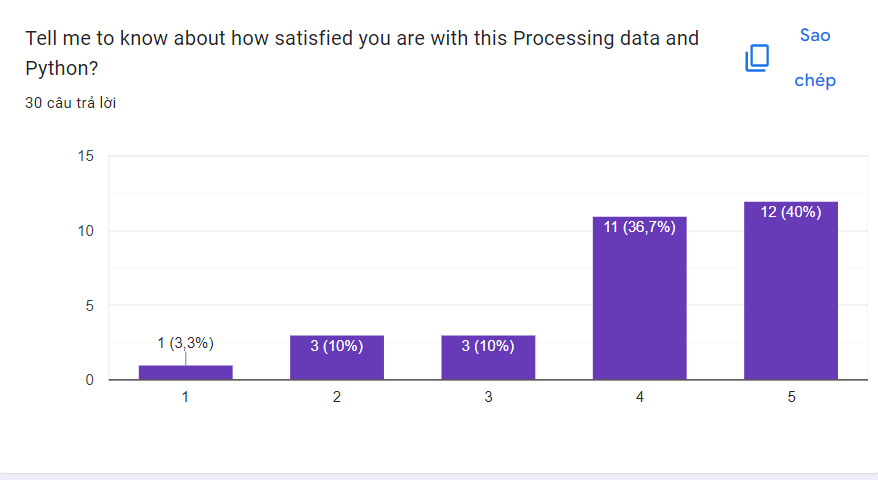 Tell me to know about how satisfied you are with this Processing data and
Python?
Sao
chép
30 câu trả lời
15
10
5
0
1 (3,3%)
3 (10%)
3 (10%)
11 (36,7%)
12 (40%)
1
2
3
4
5